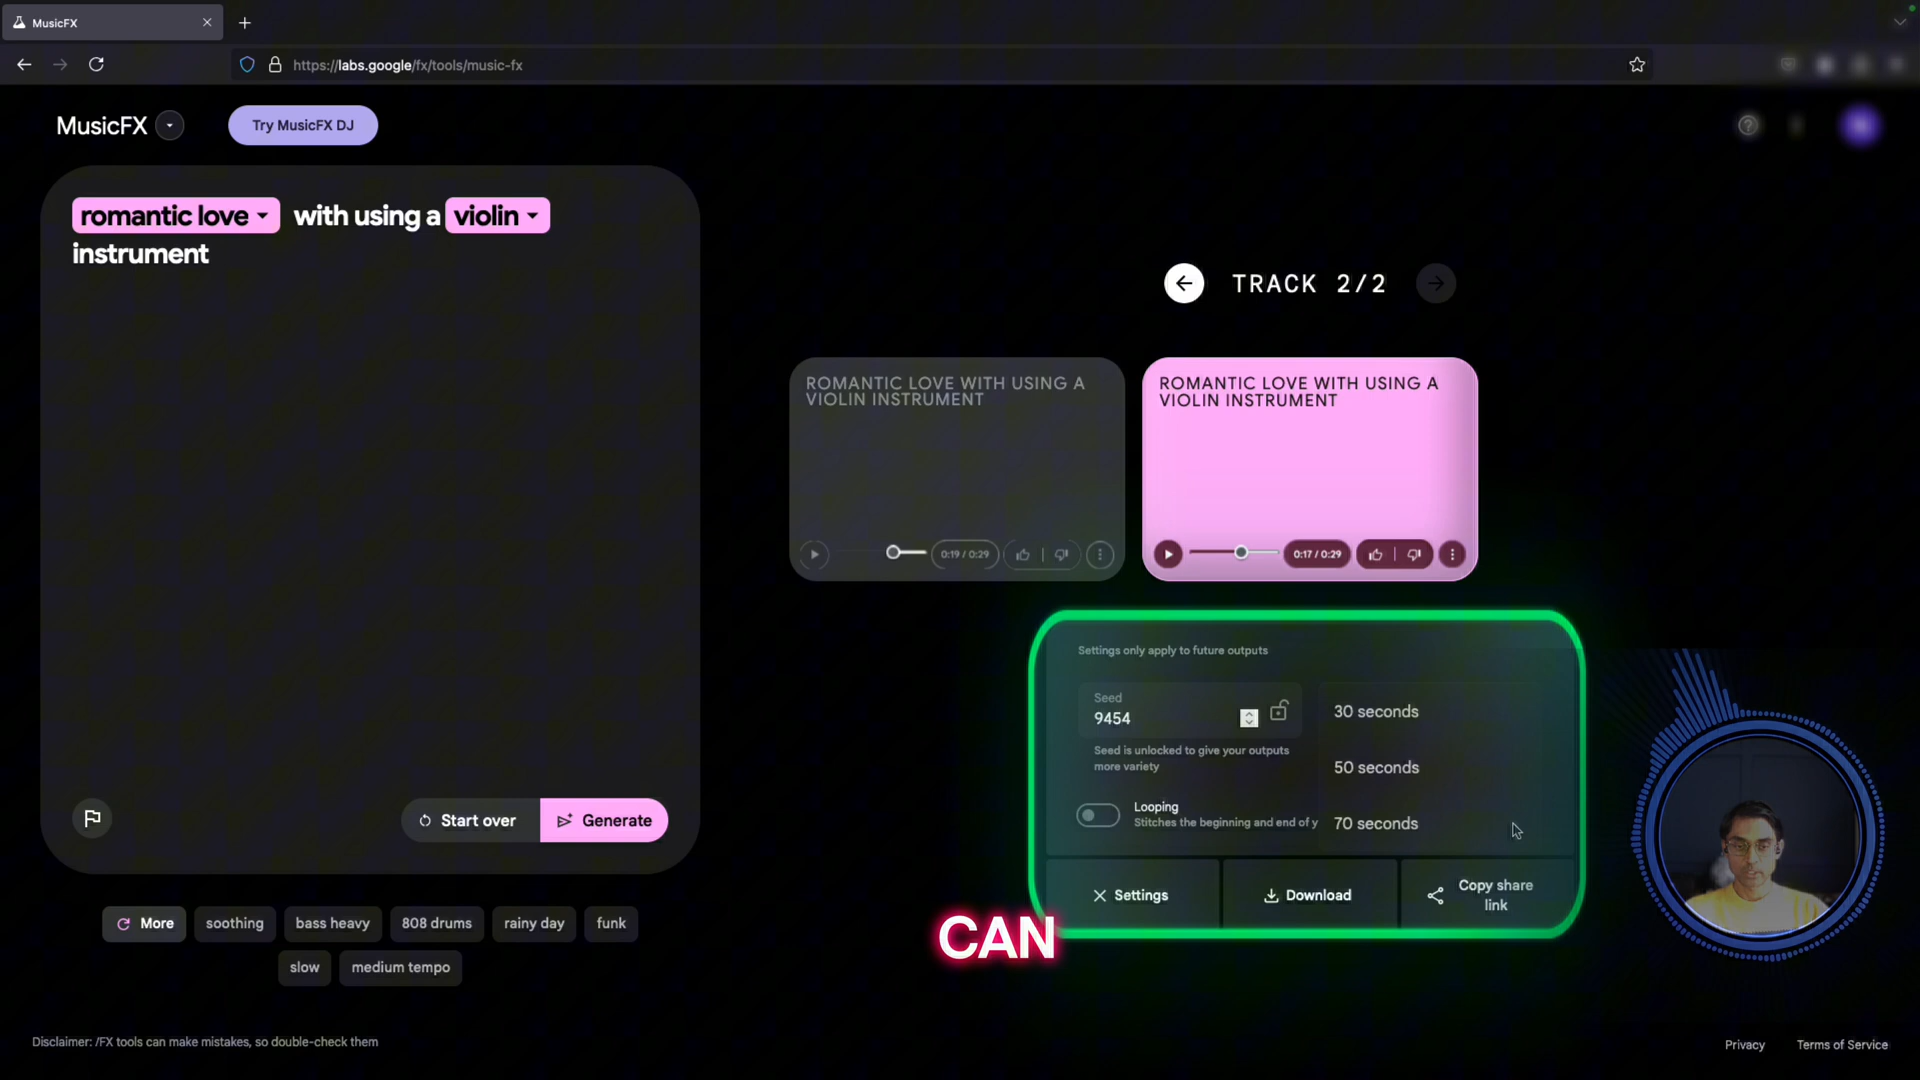 MusicFX
https://labs.google/fx/tools/music-fx
MusicFX
Try MusicFX DJ
romantic love with using a violin
instrument
TRACK 2/2
ROMANTIC LOVE WITH USING A
VIOLIN INSTRUMENT
0:19 / 0:29
ROMANTIC LOVE WITH USING A
VIOLIN INSTRUMENT
0:17 / 0:29
Settings only apply to future outputs
Seed
9454
Seed is unlocked to give your outputs
more variety
Looping
Stitches the beginning and end of y
30 seconds
50 seconds
70 seconds
Settings
Download
Copy share
link
Start over
Generate
More
soothing
bass heavy
808 drums
rainy day
funk
slow
medium tempo
CAN
Disclaimer: /FX tools can make mistakes, so double-check them
Privacy
Terms of Service